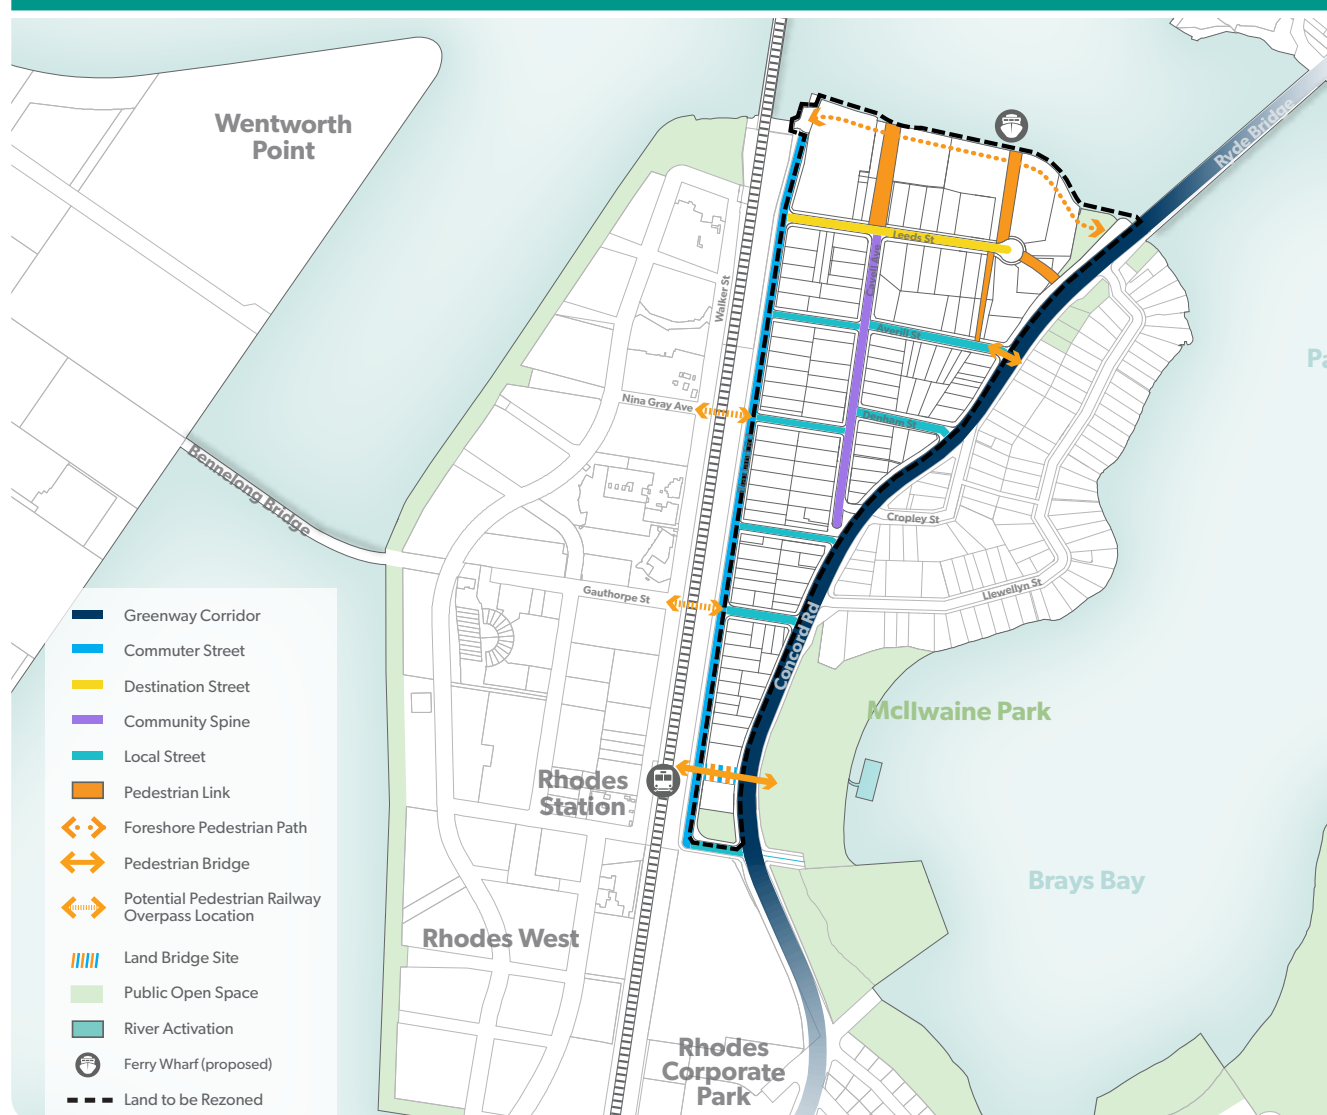 Wentworth
Point
Ryde Bridge
Leeds St
Cavell Ave
Walker St
Averill St
Pa
Nina Gray Ave
Denham St
Bennelong Bridge
Cropley St
Gauthorpe St
Llewellyn St
Concord Rd
McIlwaine Park
Rhodes
Station
Brays Bay
Rhodes West
Rhodes
Corporate
Park
Greenway Corridor
Commuter Street
Destination Street
Community Spine
Local Street
Pedestrian Link
Foreshore Pedestrian Path
Pedestrian Bridge
Potential Pedestrian Railway
Overpass Location
Land Bridge Site
Public Open Space
River Activation
Ferry Wharf (proposed)
Land to be Rezoned